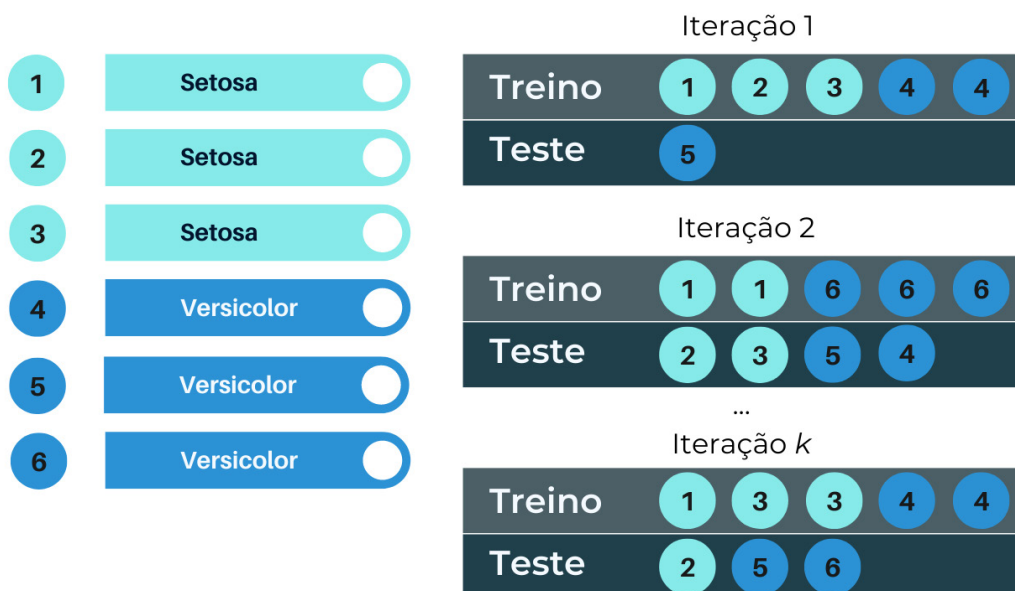 1 Setosa
2 Setosa
3 Setosa
4 Versicolor
5 Versicolor
6 Versicolor
Iteração 1
Treino 1 2 3 4 4
Teste 5
Iteração 2
Treino 1 1 6 6 6
Teste 2 3 5 4
...
Iteração k
Treino 1 3 3 4 4
Teste 2 5 6